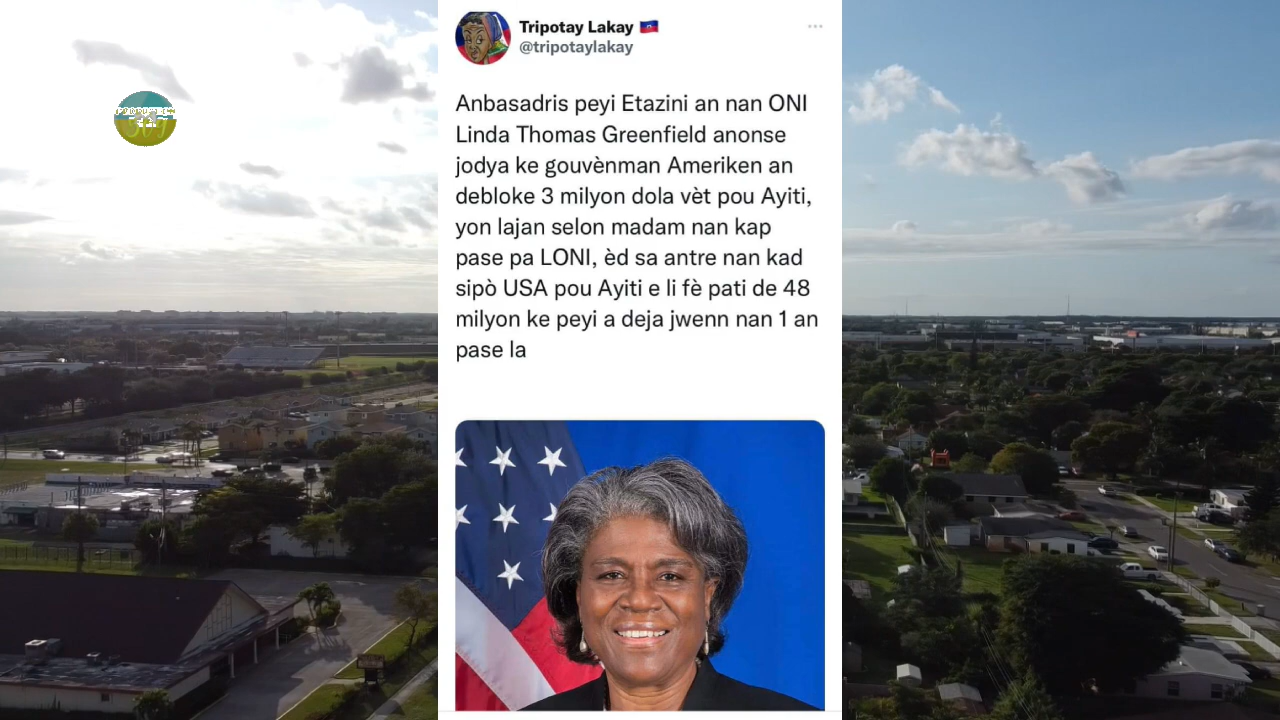 Tripotay Lakay 🇭🇹
@tripotaylakay
Anbasadris peyi Etazini an nan ONI
Linda Thomas Greenfield anonse
jodya ke gouvènman Ameriken an
debloke 3 milyon dola vèt pou Ayiti,
yon lajan selon madam nan kap
pase pa LONI, èd sa antre nan kad
sipò USA pou Ayiti e li fè pati de 48
milyon ke peyi a deja jwenn nan 1 an
pase la